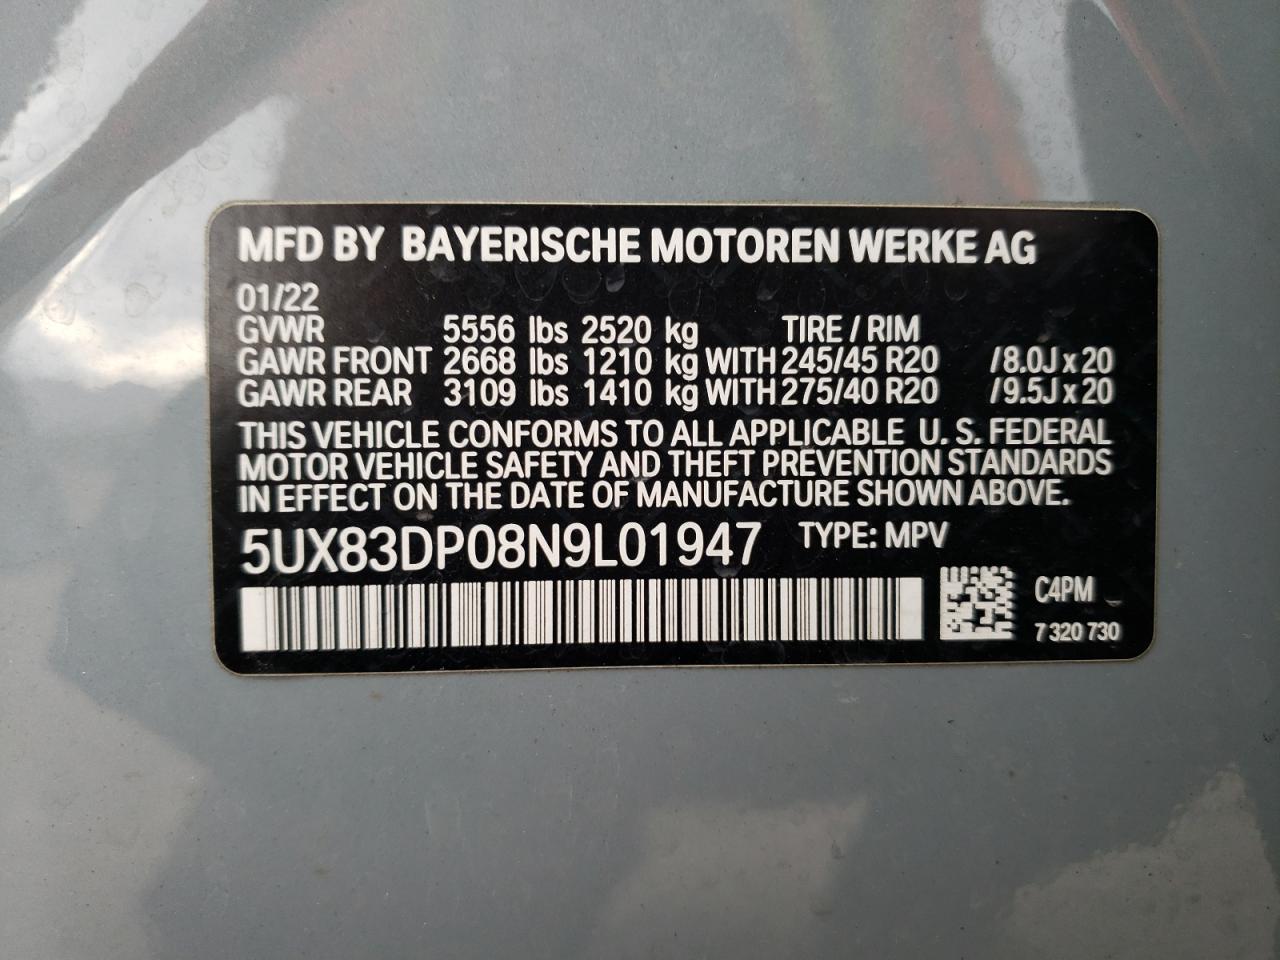 MFD BY BAYERISCHE MOTOREN WERKE AG
01/22
GVWR 5556 lbs 2520 kg TIRE / RIM
GAWR FRONT 2668 lbs 1210 kg WITH 245/45 R20 /8.0J x 20
GAWR REAR 3109 lbs 1410 kg WITH 275/40 R20 /9.5J x 20
THIS VEHICLE CONFORMS TO ALL APPLICABLE U. S. FEDERAL
MOTOR VEHICLE SAFETY AND THEFT PREVENTION STANDARDS
IN EFFECT ON THE DATE OF MANUFACTURE SHOWN ABOVE.
5UX83DP08N9L01947 TYPE: MPV
C4PM _
7 320 730